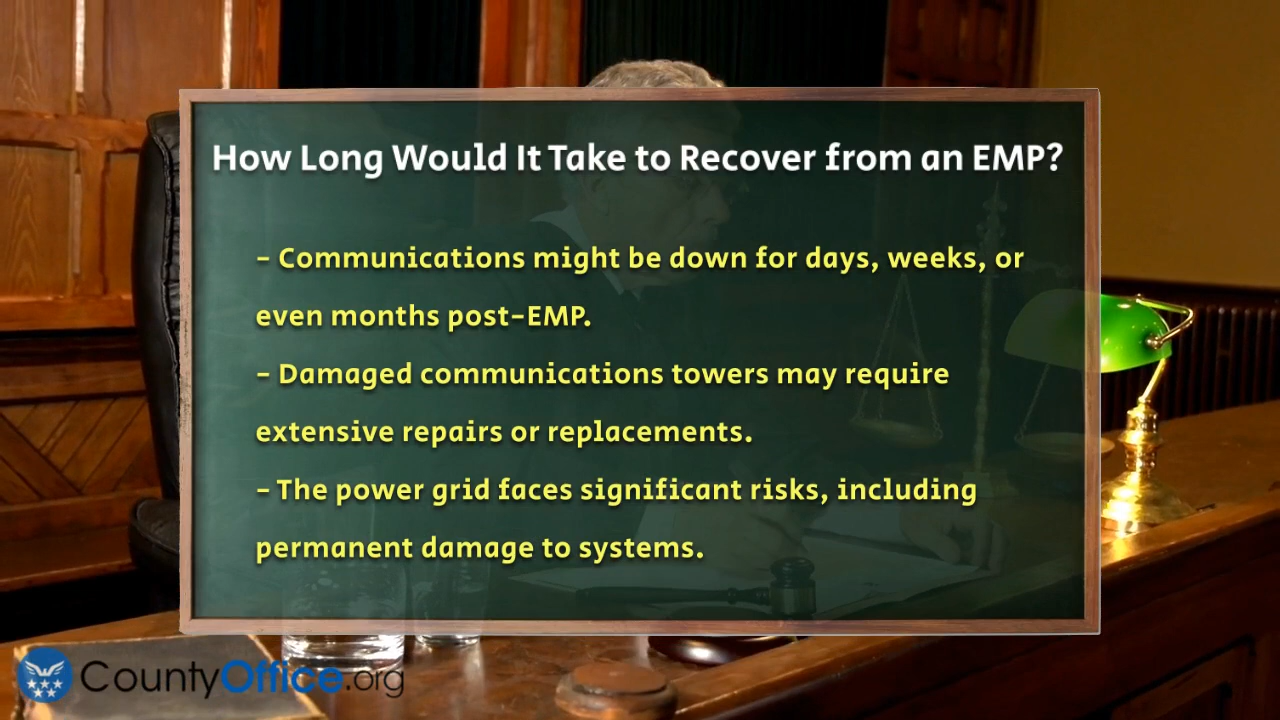 How Long Would It Take to Recover from an EMP?
- Communications might be down for days, weeks, or
even months post-EMP.
- Damaged communications towers may require
extensive repairs or replacements.
- The power grid faces significant risks, including
permanent damage to systems.
CountyOffice.org